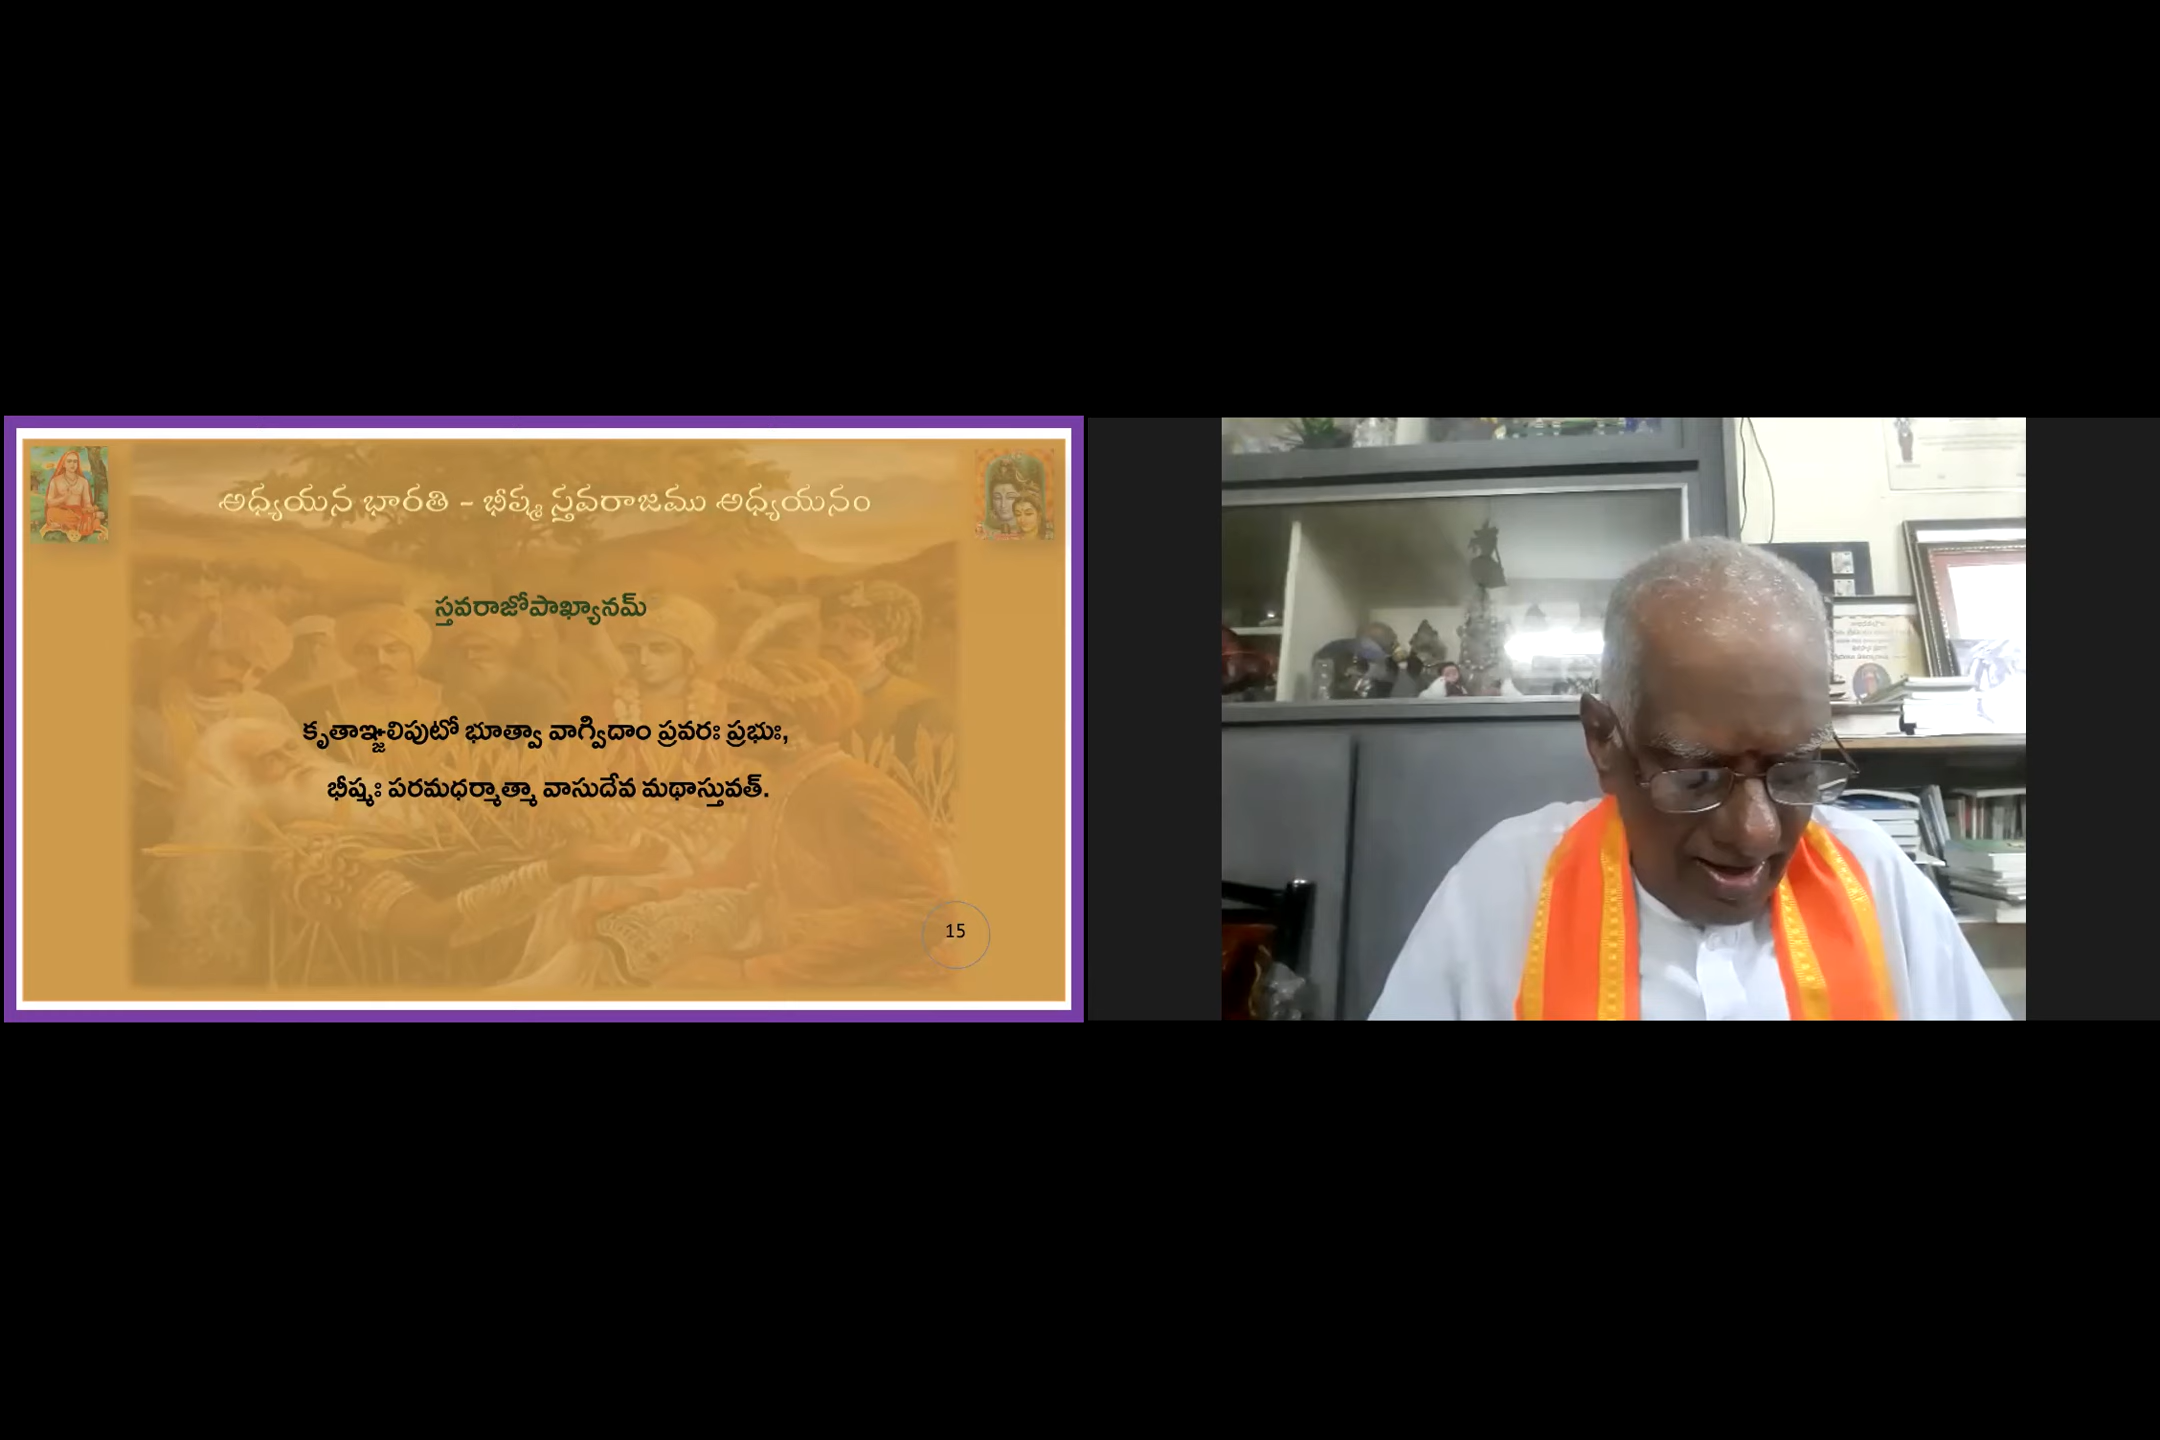 అధ్యయన భారతి - భీష్మ స్తవరాజము అధ్యయనం
స్తవరాజోపాఖ్యానమ్
కృతాఞ్జలిపుటో భూత్వా వాగ్విదాం ప్రవరః ప్రభుః,
భీష్మః పరమధర్మాత్మా వాసుదేవ మథాస్తువత్.
15